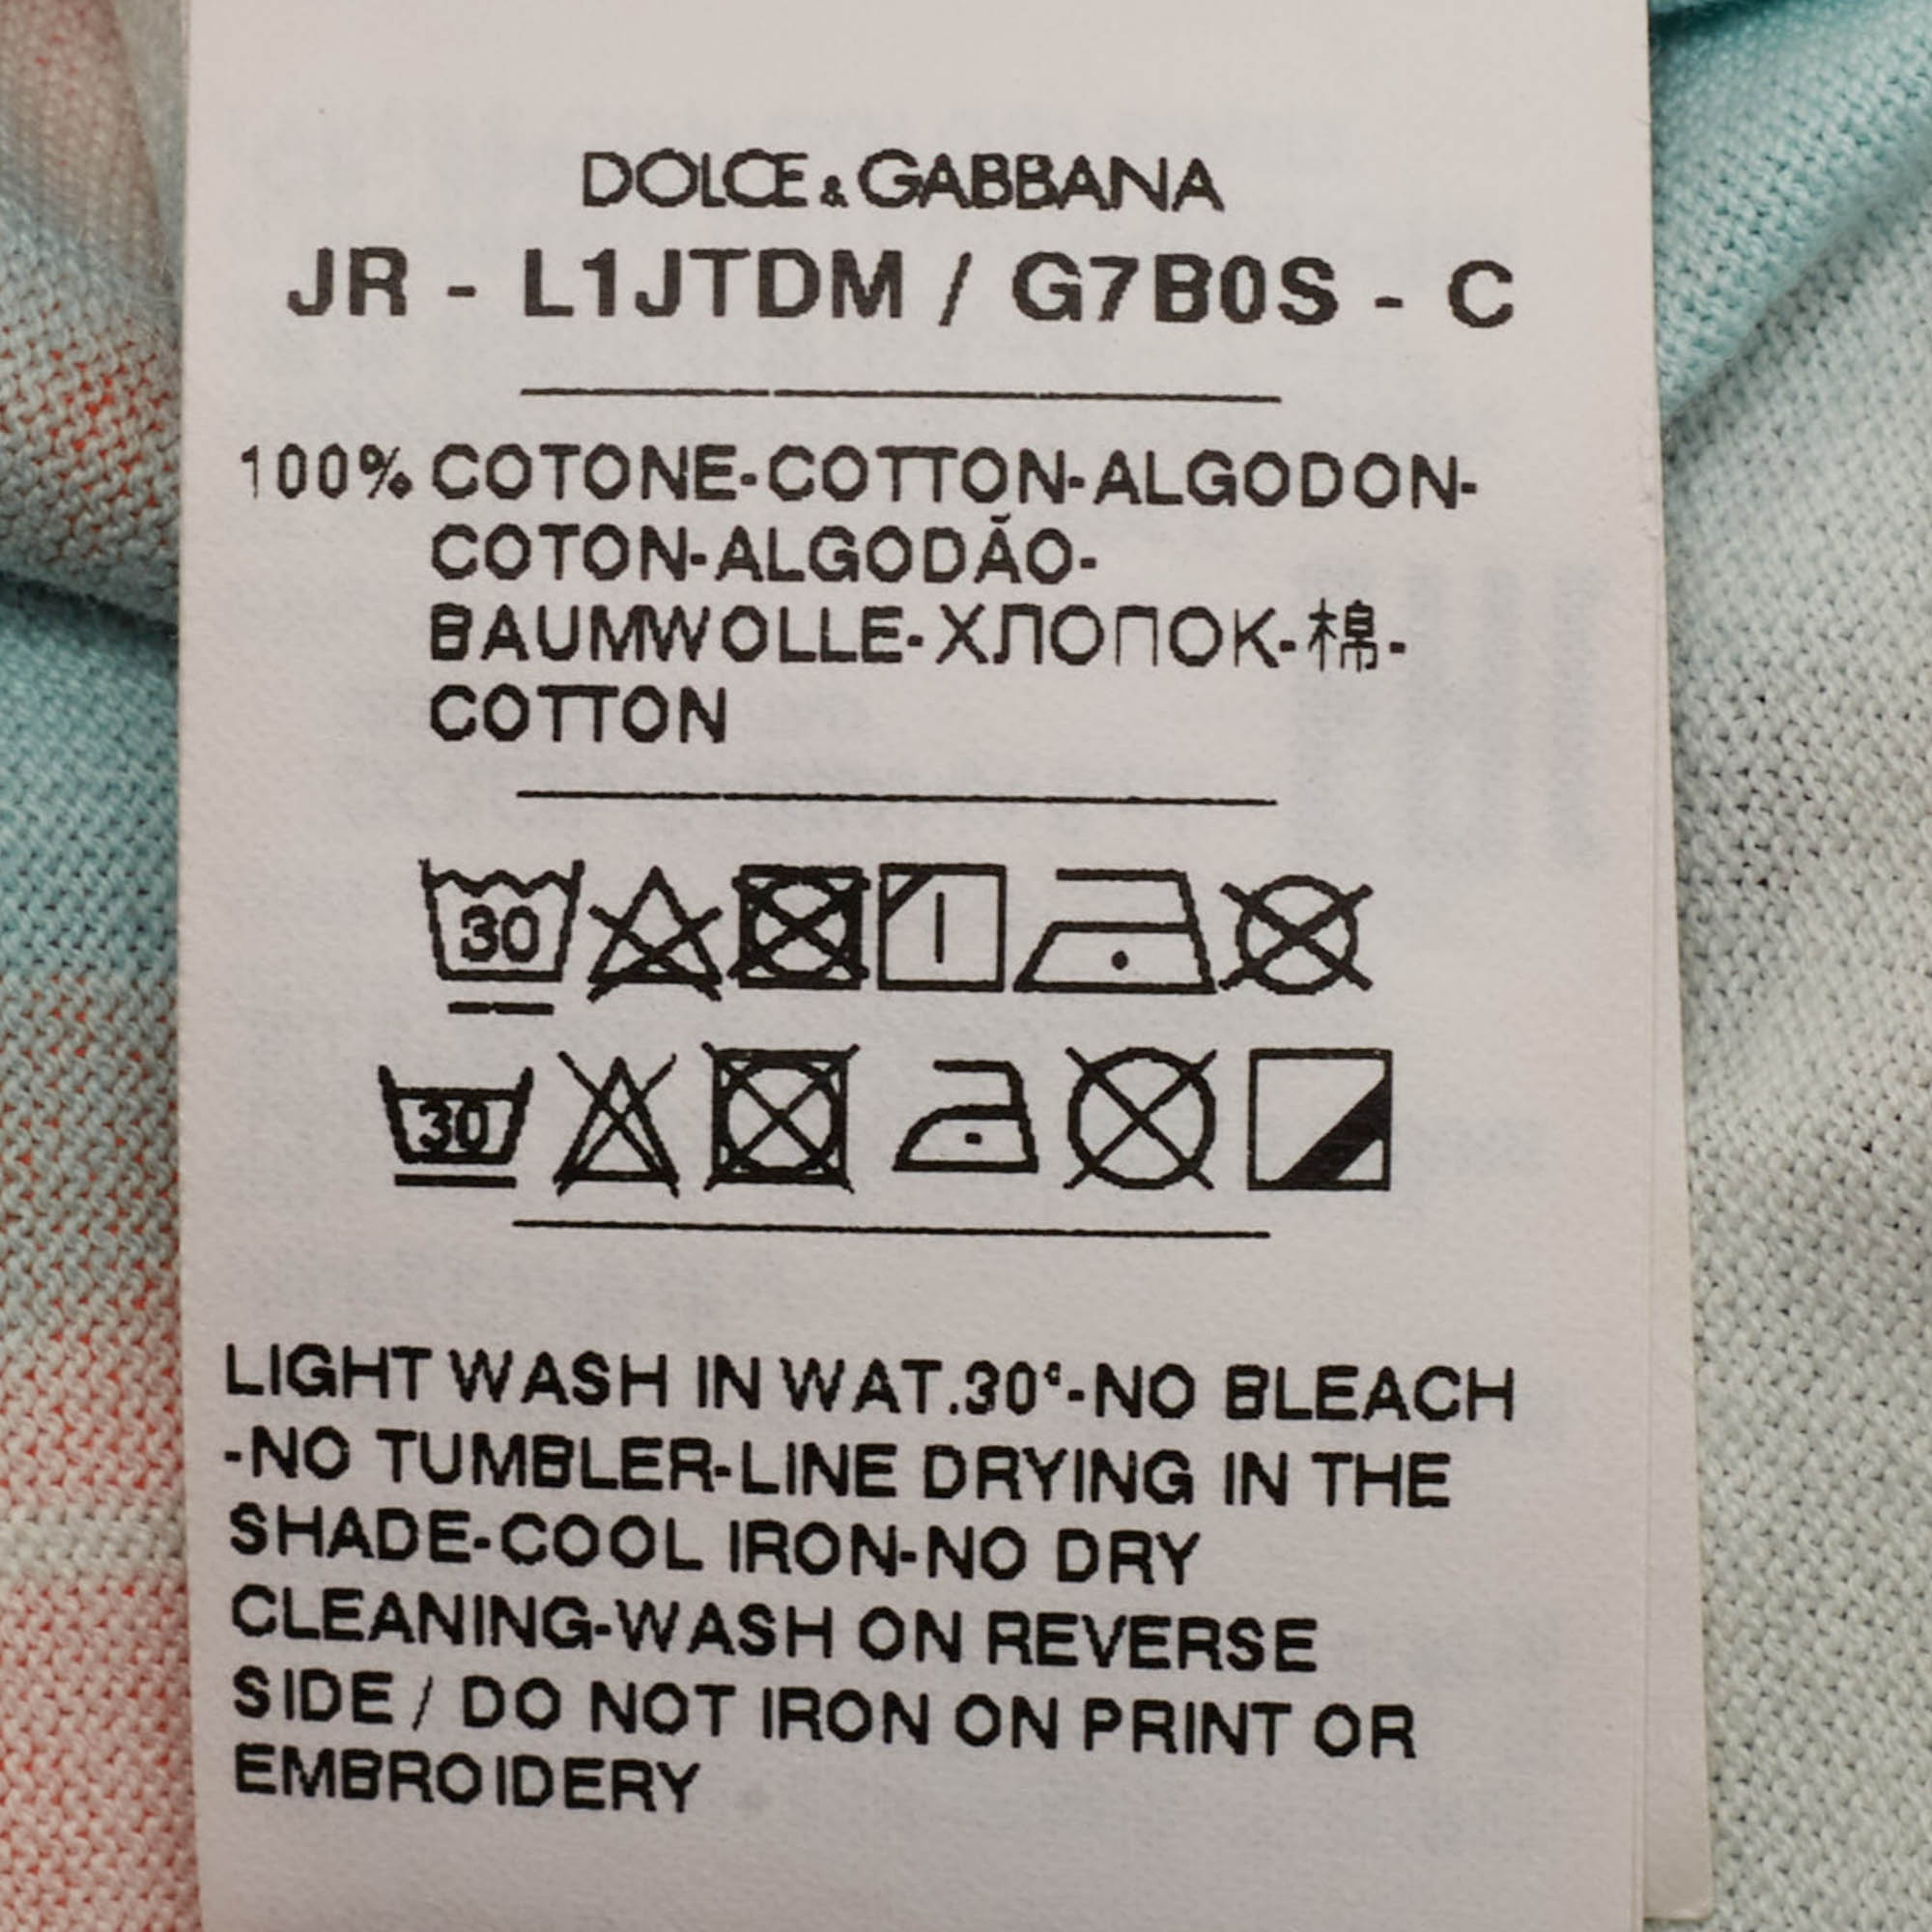 DOLCE & GABBANA
JR - L1JTDM / G7B0S - C
100% COTONE-COTTON-ALGODON-
COTON-ALGODÃO-
BAUMWOLLE-ХЛОПОК-棉-
COTTON
30
30
LIGHT WASH IN WAT.30°-NO BLEACH
-NO TUMBLER-LINE DRYING IN THE
SHADE-COOL IRON-NO DRY
CLEANING-WASH ON REVERSE
SIDE / DO NOT IRON ON PRINT OR
EMBROIDERY